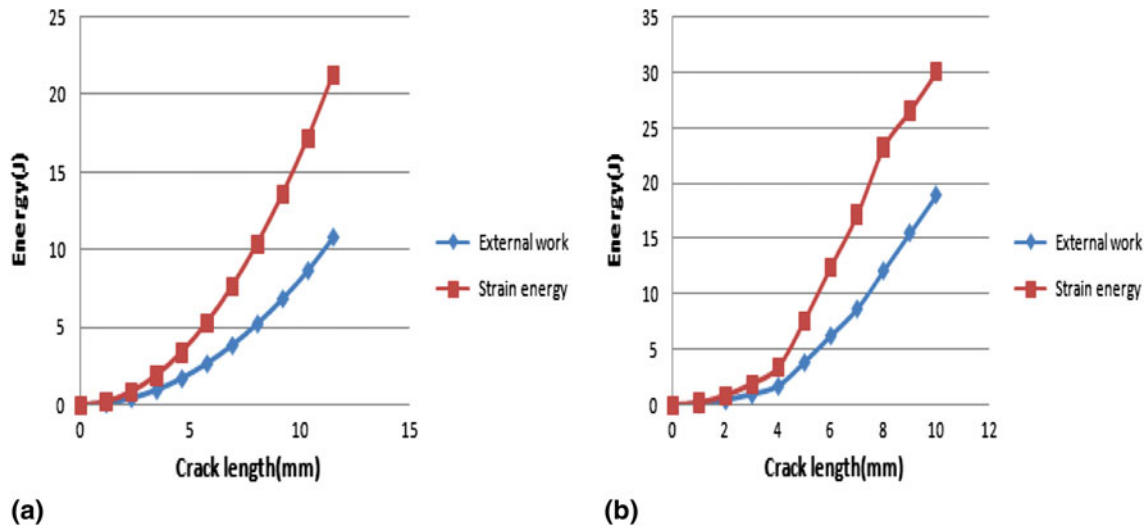 25
20
15
10
5
0
0 5 10 15
Energy(J)
Crack length(mm)
External work
Strain energy
(a)
35
30
25
20
15
10
5
0
0 2 4 6 8 10 12
Energy(J)
Crack length(mm)
External work
Strain energy
(b)